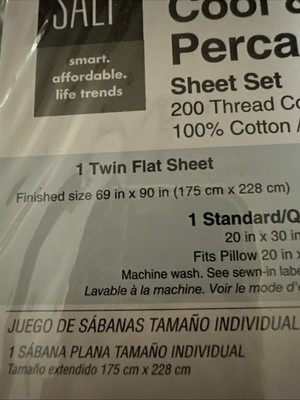 SALT
smart.
affordable.
life trends
Cool &
Perca
Sheet Set
200 Thread Co
100% Cotton /
1 Twin Flat Sheet
Finished size 69 in x 90 in (175 cm x 228 cm)
1 Standard/Q
20 in x 30 in
Fits Pillow 20 in x
Machine wash. See sewn-in labe
Lavable à la machine. Voir le mode d'e
JUEGO DE SÁBANAS TAMAÑO INDIVIDUAL
1 SÁBANA PLANA TAMAÑO INDIVIDUAL
Tamaño extendido 175 cm x 228 cm